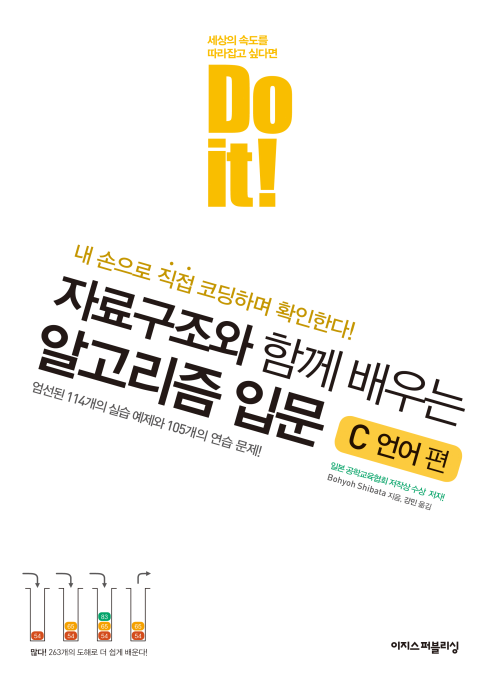 세상의 속도를
따라잡고 싶다면
Do
it!
내 손으로 직접 코딩하며 확인한다!
자료구조와 함께 배우는
알고리즘 입문
C 언어 편
엄선된 114개의 실습 예제와 105개의 연습 문제!
일본 공학교육협회 저작상 수상 저자!
Bohyoh Shibata 지음, 강민 옮김
83
65 65 65
54 54 54 54
많다! 263개의 도해로 더 쉽게 배운다!
이지스 퍼블리싱